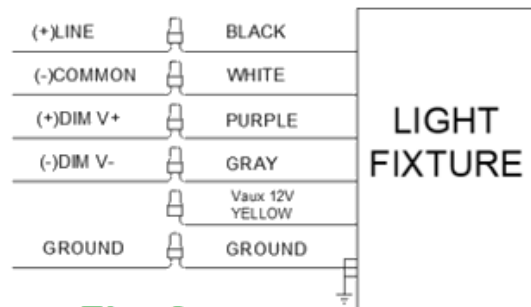 (+)LINE BLACK
(-)COMMON WHITE
(+)DIM V+ PURPLE
(-)DIM V- GRAY
Vaux 12V
YELLOW
GROUND GROUND
LIGHT
FIXTURE